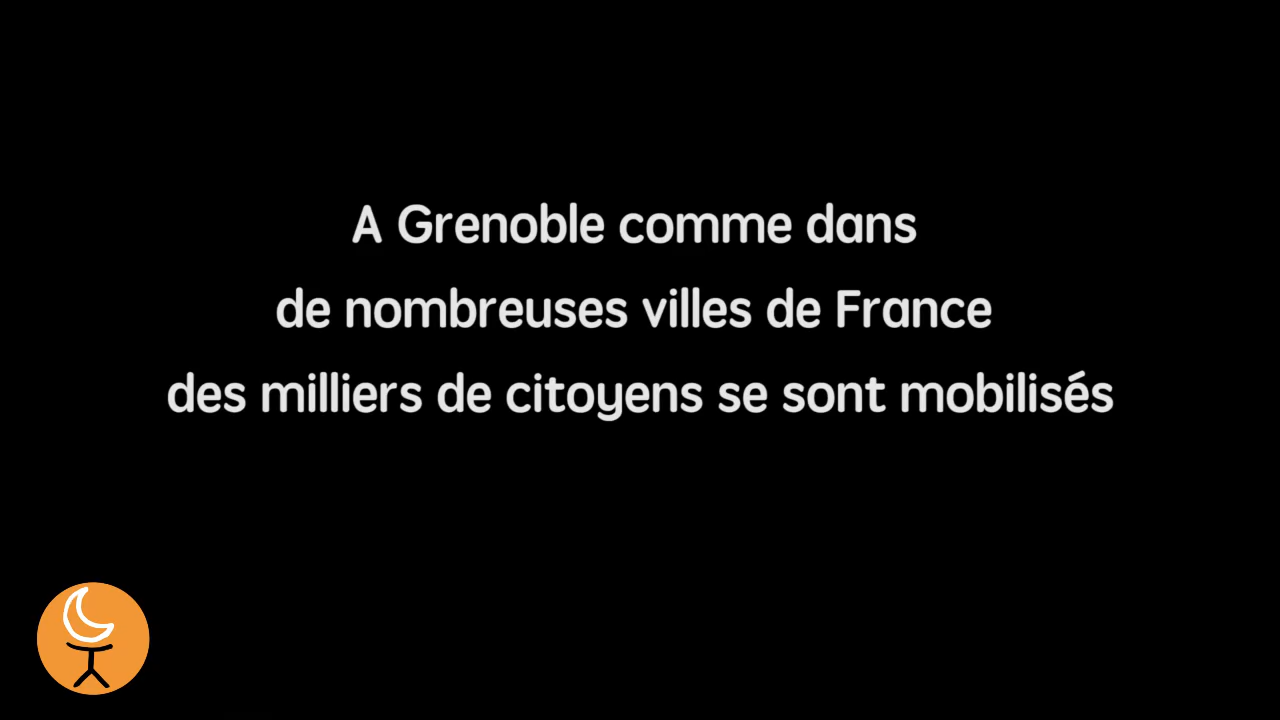 A Grenoble comme dans
de nombreuses villes de France
des milliers de citoyens se sont mobilisés